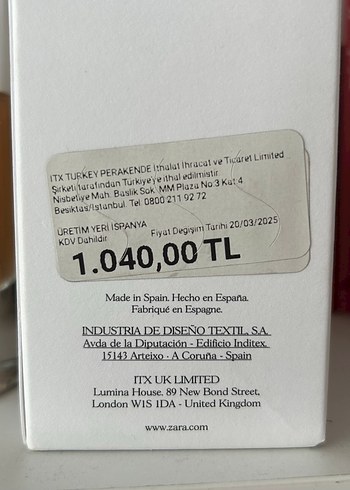 ITX TURKEY PERAKENDE İthalat İhracat ve Ticaret Limited
Şirketi tarafından Türkiye'ye ithal edilmiştir.
Nisbetiye Mah. Başlık Sok. MM Plaza No:3 Kat 4
Beşiktaş/İstanbul. Tel 0800 211 92 72
ÜRETİM YERİ İSPANYA
Fiyat Değişim Tarihi 20/03/2025
KDV Dahildir
1.040,00 TL
Made in Spain. Hecho en España.
Fabriqué en Espagne.
INDUSTRIA DE DISEÑO TEXTIL, S.A.
Avda de la Diputación - Edificio Inditex,
15143 Arteixo - A Coruña - Spain
ITX UK LIMITED
Lumina House, 89 New Bond Street,
London W1S 1DA - United Kingdom
www.zara.com